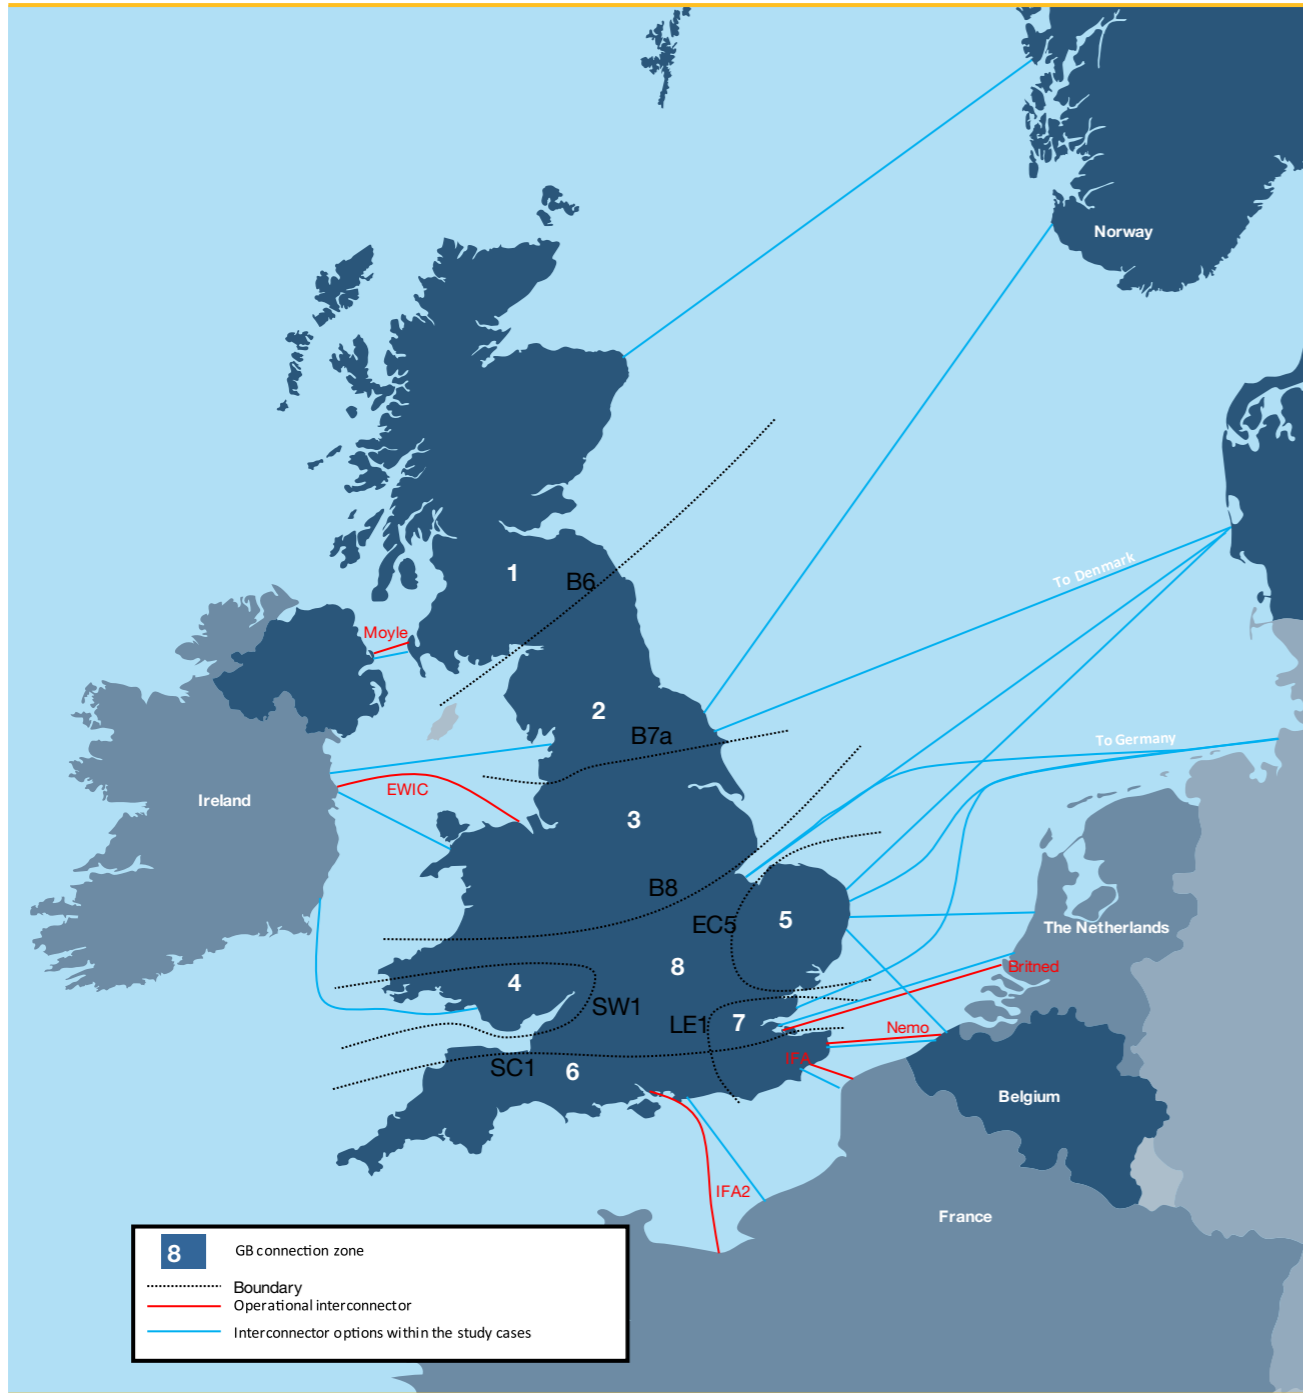 Norway
To Denmark
1
B6
Moyle
2
B7a
To Germany
EWIC
Ireland
3
B8
EC5
5
The Netherlands
8
Britned
4
SW1
LE1
7
Nemo
IFA
SC1
6
Belgium
IFA2
France
8
GB connection zone
Boundary
Operational interconnector
Interconnector options within the study cases